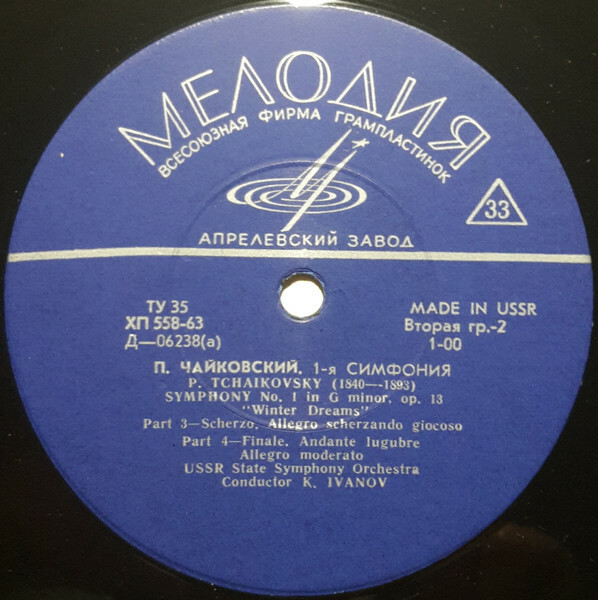 МЕЛОДИЯ
ВСЕСОЮЗНАЯ ФИРМА ГРАМПЛАСТИНОК
33
АПРЕЛЕВСКИЙ ЗАВОД
ТУ 35
ХП 558-63
Д—06238(а)
MADE IN USSR
Вторая гр.-2
1-00
П. ЧАЙКОВСКИЙ. 1-я СИМФОНИЯ
P. TCHAIKOVSKY (1840—1893)
SYMPHONY No. 1 in G minor, op. 13
"Winter Dreams"
Part 3—Scherzo, Allegro scherzando giocoso
Part 4—Finale. Andante lugubre
Allegro moderato
USSR State Symphony Orchestra
Conductor K. IVANOV